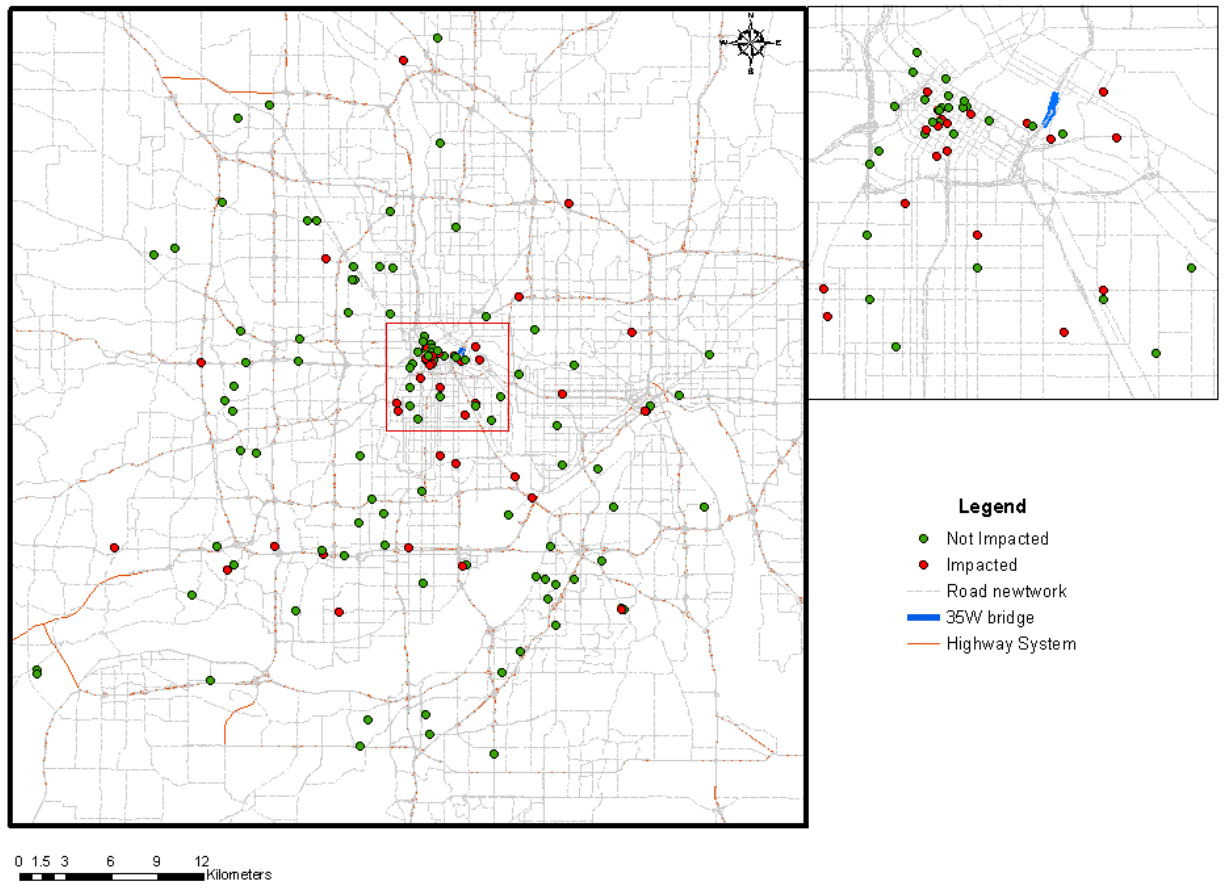 N
W E
S
Legend
Not Impacted
Impacted
Road newtwork
35W bridge
Highway System
0 1.5 3 6 9 12
Kilometers